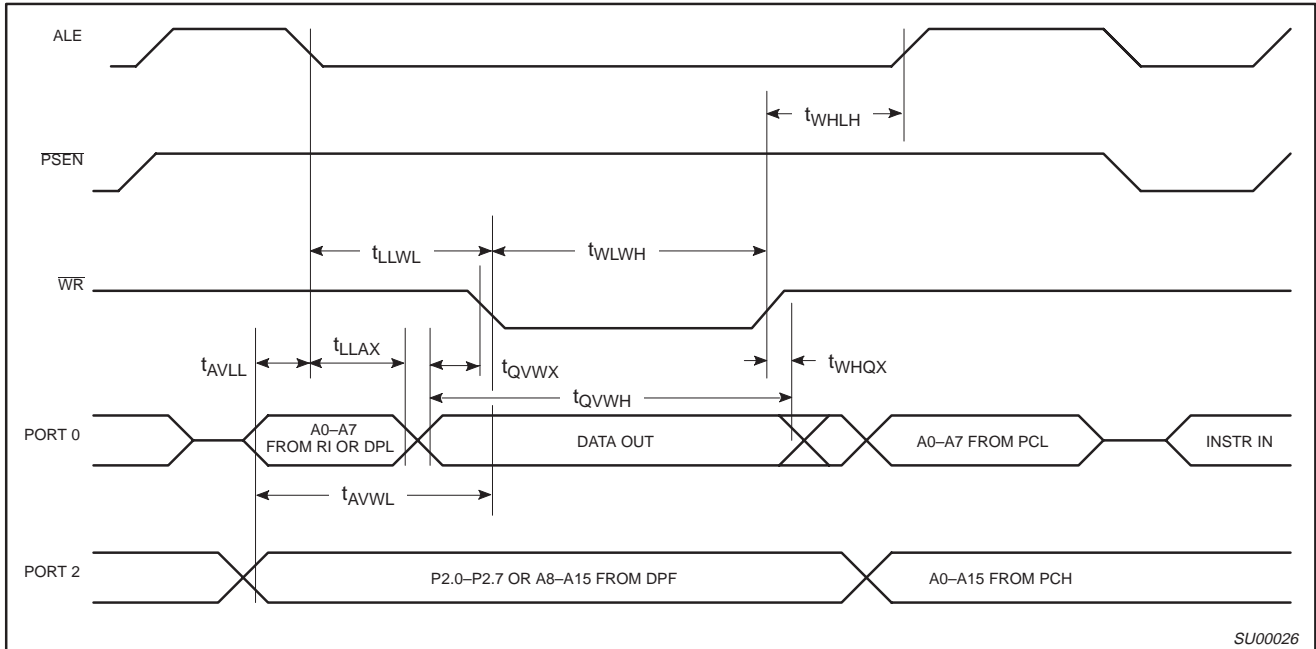 ALE
tWHLH
PSEN
tLLWL
tWLWH
WR
tAVLL
tLLAX
tQVWX
tWHQX
tQVWH
PORT 0
A0–A7
FROM RI OR DPL
DATA OUT
A0–A7 FROM PCL
INSTR IN
tAVWL
PORT 2
P2.0–P2.7 OR A8–A15 FROM DPF
A0–A15 FROM PCH
SU00026